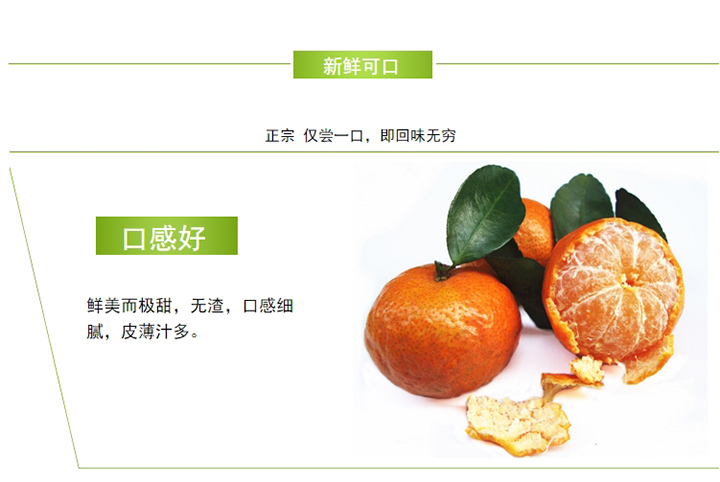 新鲜可口
正宗 仅尝一口，即回味无穷
口感好
鲜美而极甜，无渣，口感细
腻，皮薄汁多。